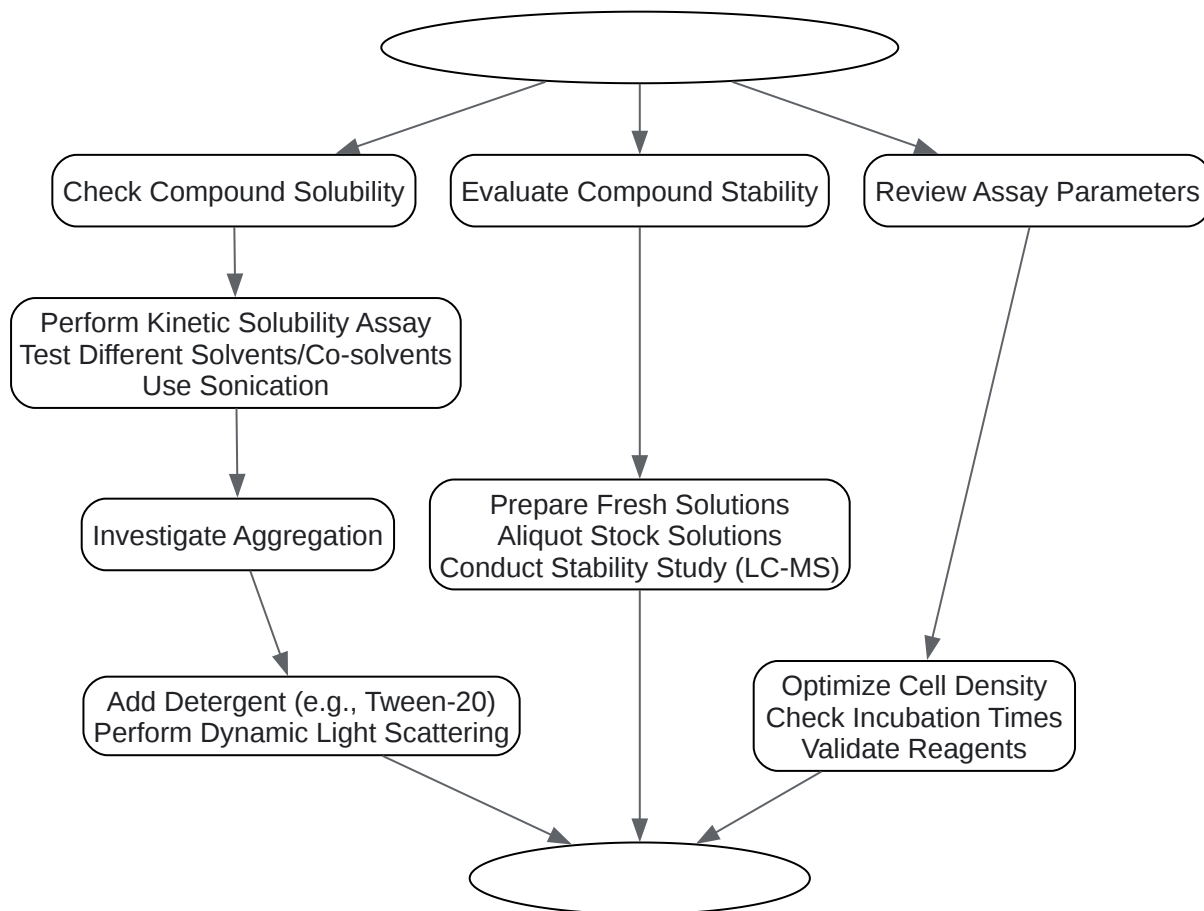 Check Compound Solubility
Evaluate Compound Stability
Review Assay Parameters
Perform Kinetic Solubility Assay
Test Different Solvents/Co-solvents
Use Sonication
Investigate Aggregation
Prepare Fresh Solutions
Aliquot Stock Solutions
Conduct Stability Study (LC-MS)
Add Detergent (e.g., Tween-20)
Perform Dynamic Light Scattering
Optimize Cell Density
Check Incubation Times
Validate Reagents